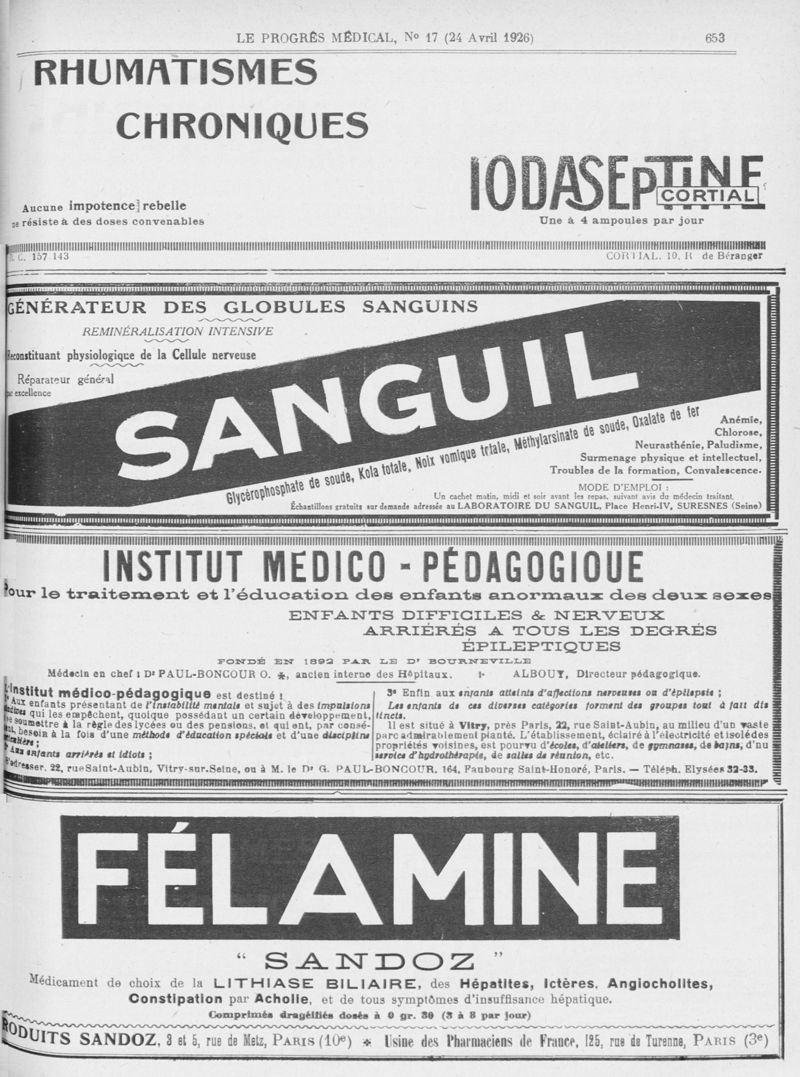 LE PROGRÈS MÉDICAL, No 17 (24 Avril 1926) 653
RHUMATISMES
CHRONIQUES
IODASEPTINE
CORTIAL
Aucune impotence rebelle
ne résiste à des doses convenables
Une à 4 ampoules par jour
R. C. 157 143 CORTIAL, 10, R de Béranger
GÉNÉRATEUR DES GLOBULES SANGUINS
REMINÉRALISATION INTENSIVE
Reconstituant physiologique de la Cellule nerveuse
Réparateur général
par excellence
SANGUIL
Glycérophosphate de soude, Kola totale, Noix vomique trtale, Méthylarsinate de soude, Oxalate de fer
Anémie,
Chlorose,
Neurasthénie, Paludisme,
Surmenage physique et intellectuel,
Troubles de la formation, Convalescence.
MODE D'EMPLOI :
Un cachet matin, midi et soir avant les repas, suivant avis du médecin traitant.
Échantillons gratuits sur demande adressée au LABORATOIRE DU SANGUIL, Place Henri-IV, SURESNES (Seine)
INSTITUT MÉDICO - PÉDAGOGIQUE
Pour le traitement et l'éducation des enfants anormaux des deux sexes
ENFANTS DIFFICILES & NERVEUX
ARRIÉRÉS A TOUS LES DEGRÉS
ÉPILEPTIQUES
FONDÉ EN 1892 PAR LE Dr BOURNEVILLE
Médecin en chef : Dr PAUL-BONCOUR O. ✻, ancien interne des Hôpitaux. ALBOUY, Directeur pédagogique.
L'Institut médico-pédagogique est destiné :
Aux enfants présentant de l'instabilité mentale et sujet à des impulsions
qui les empêchent, quoique possédant un certain développement,
se soumettre à la règle des lycées ou des pensions, et qui ont, par consé-
nt, besoin à la fois d'une méthode d'éducation spéciale et d'une discipline
culière ;
Aux enfants arriérés et idiots ;
3o Enfin aux enfants atteints d'affections nerveuses ou d'épilepsie ;
Les enfants de ces diverses catégories forment des groupes tout à fait dis
tincts.
Il est situé à Vitry, près Paris, 22, rue Saint-Aubin, au milieu d'un vaste
parc admirablement planté. L'établissement, éclairé à l'électricité et isolé des
propriétés voisines, est pourvu d'écoles, d'ateliers, de gymnases, de bains, d'nu
service d'hydrothérapie, de salles de réunion, etc.
S'adresser. 22, rue Saint-Aubin, Vitry-sur-Seine, ou à M. le Dr G. PAUL-BONCOUR, 164, Faubourg Saint-Honoré, Paris. — Téléph. Elysées 32-33.
FÉLAMINE
“ SANDOZ ”
Médicament de choix de la LITHIASE BILIAIRE, des Hépatites, Ictères, Angiocholites,
Constipation par Acholie, et de tous symptômes d'insuffisance hépatique.
Comprimés dragéifiés dosés à 0 gr. 30 (3 à 8 par jour)
PRODUITS SANDOZ, 3 et 5, rue de Metz, PARIS (10e) ✻ Usine des Pharmaciens de France, 125, rue de Turenne, PARIS (3e)